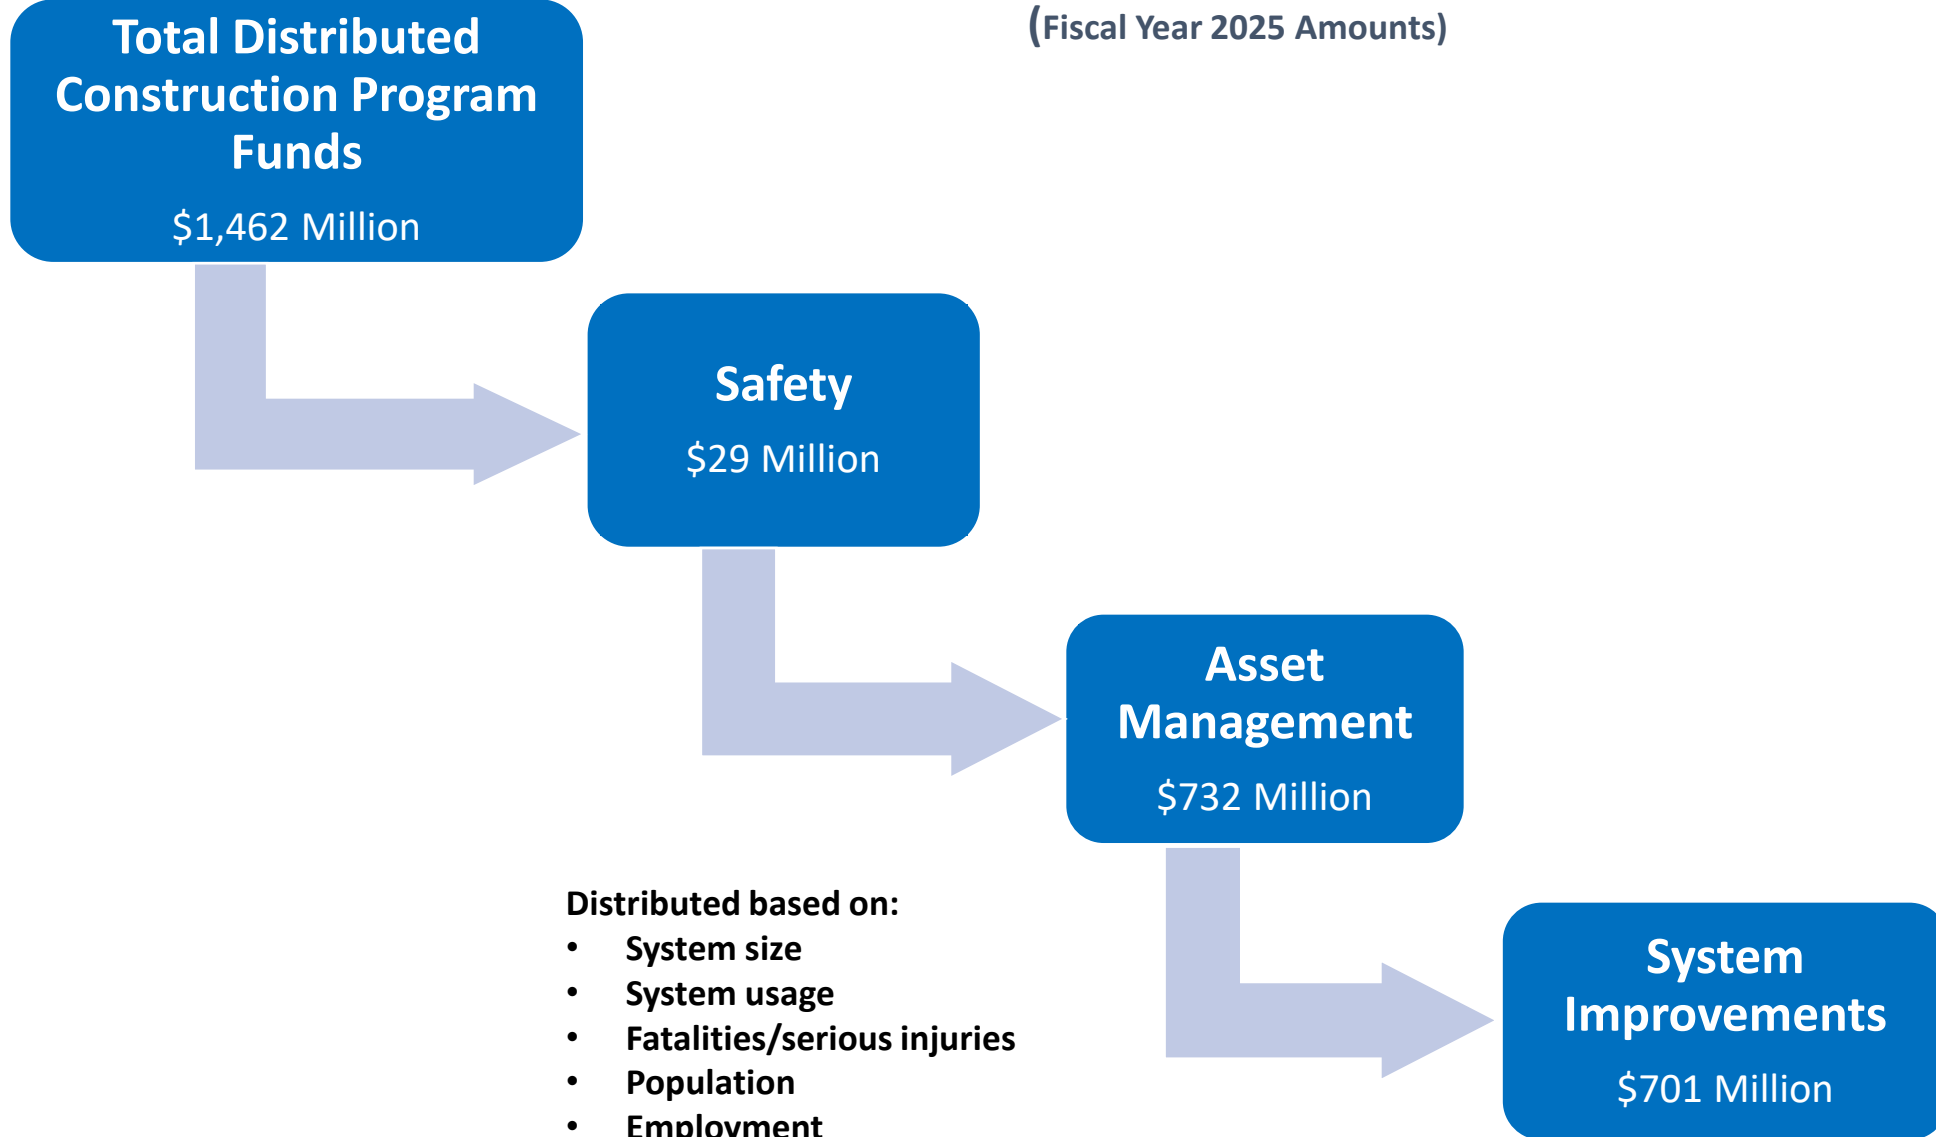 (Fiscal Year 2025 Amounts)
Total Distributed
Construction Program
Funds
$1,462 Million
Safety
$29 Million
Asset
Management
$732 Million
Distributed based on:
• System size
• System usage
• Fatalities/serious injuries
• Population
• Employment
System
Improvements
$701 Million